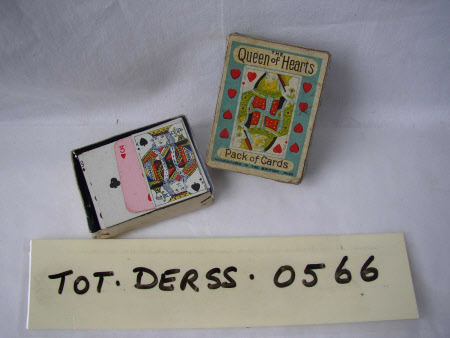 THE
Queen of Hearts
Pack of Cards
TOT. DERSS. 0566